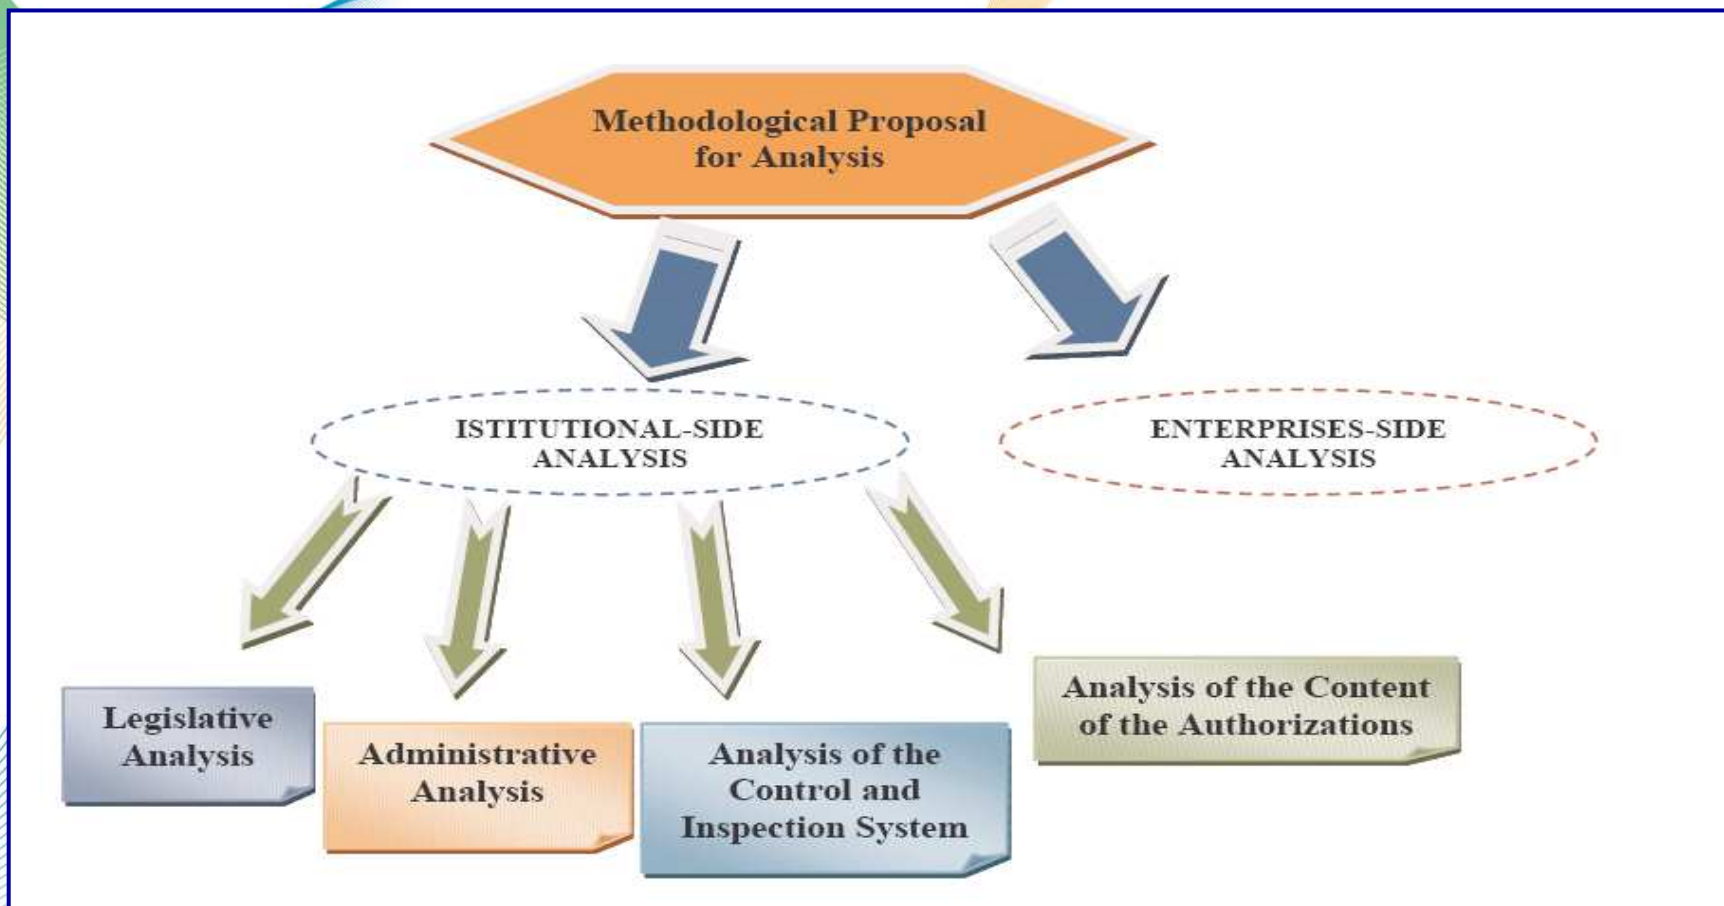 Methodological Proposal
for Analysis
ISTITUTIONAL-SIDE
ANALYSIS
ENTERPRISES-SIDE
ANALYSIS
Legislative
Analysis
Administrative
Analysis
Analysis of the
Control and
Inspection System
Analysis of the Content
of the Authorizations